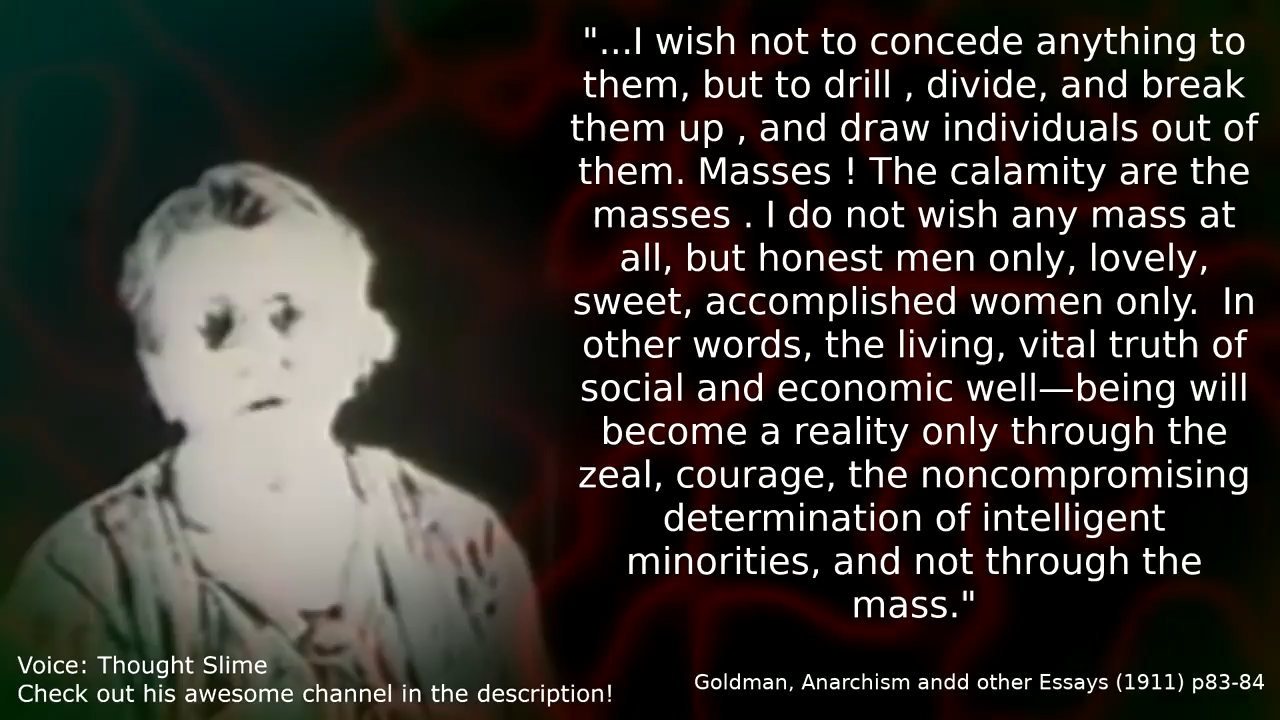 "...I wish not to concede anything to
them, but to drill , divide, and break
them up , and draw individuals out of
them. Masses ! The calamity are the
masses . I do not wish any mass at
all, but honest men only, lovely,
sweet, accomplished women only.  In
other words, the living, vital truth of
social and economic well—being will
become a reality only through the
zeal, courage, the noncompromising
determination of intelligent
minorities, and not through the
mass."
Voice: Thought Slime
Check out his awesome channel in the description!
Goldman, Anarchism andd other Essays (1911) p83-84